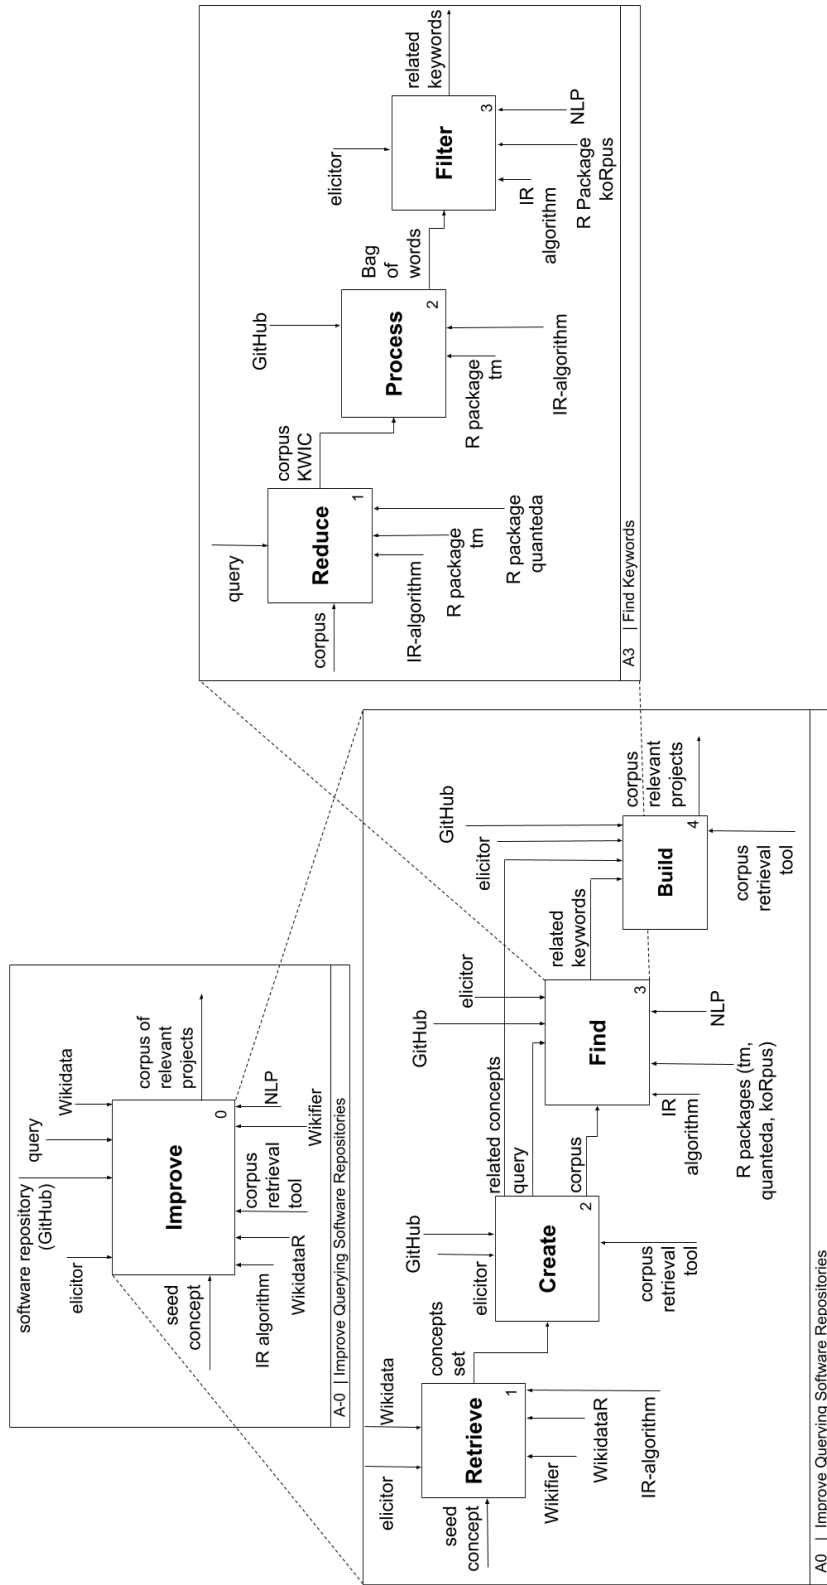 software repository
(GitHub)
query
Wikidata
elicitor
seed
concept
Improve
0
corpus of
relevant
projects
IR algorithm
WikidataR
corpus
retrieval
tool
Wikifier
NLP
A-0 | Improve Querying Software Repositories
elicitor
Wikidata
seed
concept
Retrieve
1
concepts
set
Wikifier
WikidataR
IR-algorithm
GitHub
elicitor
Create
2
related concepts
query
corpus
corpus
retrieval
tool
GitHub
elicitor
Find
3
related
keywords
IR
algorithm
R packages (tm,
quanteda, koRpus)
NLP
GitHub
elicitor
Build
4
corpus
relevant
projects
corpus
retrieval
tool
A0 | Improve Querying Software Repositories
query
corpus
Reduce
1
corpus
KWIC
IR-algorithm
R package
tm
R package
quanteda
GitHub
Process
2
Bag
of
words
R package
tm
IR-algorithm
elicitor
Filter
3
related
keywords
IR
algorithm
R Package
koRpus
NLP
A3 | Find Keywords